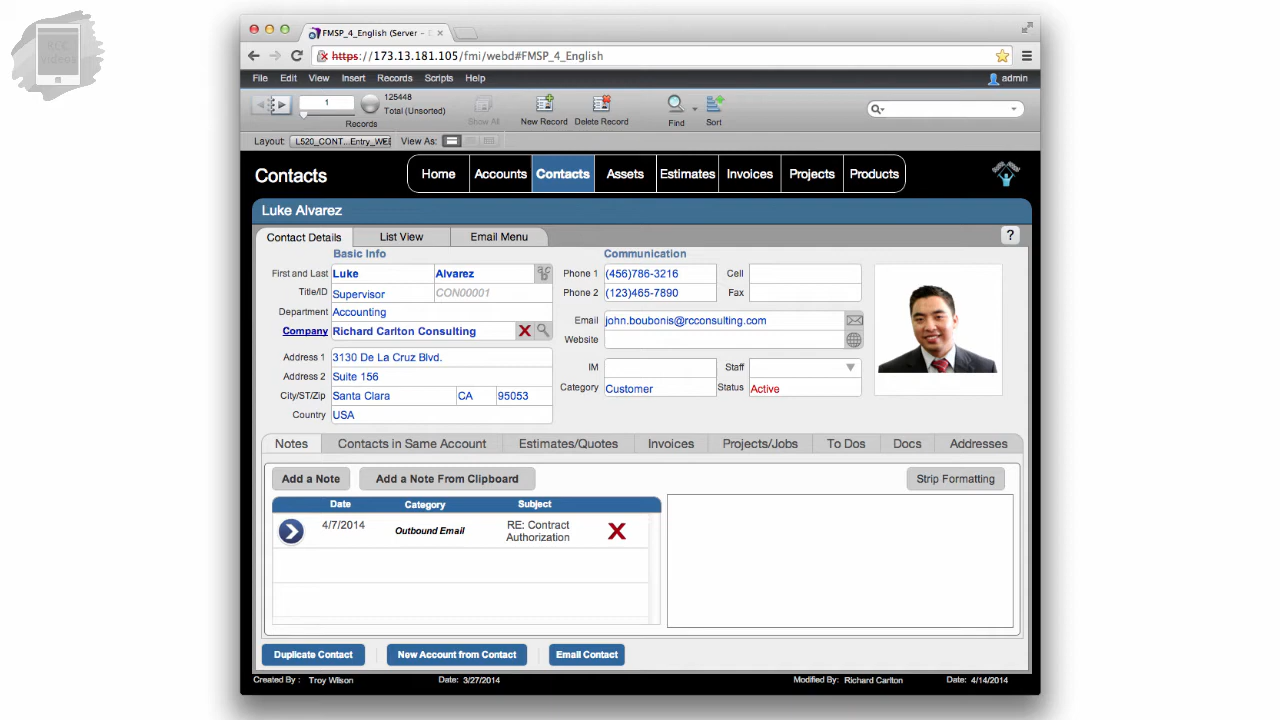 RCC
videos
FMSP_4_English (Server -
https://173.13.181.105/fmi/webd#FMSP_4_English
File Edit View Insert Records Scripts Help admin
1
125448
Total (Unsorted)
Records
Show All
New Record
Delete Record
Find
Sort
Layout: L520_CONT...Entry_WE View As:
Contacts
Home Accounts Contacts Assets Estimates Invoices Projects Products
Luke Alvarez
Contact Details List View Email Menu ?
Basic Info
Communication
First and Last Luke Alvarez
Title/ID Supervisor CON00001
Department Accounting
Company Richard Carlton Consulting
Address 1 3130 De La Cruz Blvd.
Address 2 Suite 156
City/ST/Zip Santa Clara CA 95053
Country USA
Phone 1 (456)786-3216 Cell
Phone 2 (123)465-7890 Fax
Email john.boubonis@rcconsulting.com
Website
IM Staff
Category Customer Status Active
Notes Contacts in Same Account Estimates/Quotes Invoices Projects/Jobs To Dos Docs Addresses
Add a Note Add a Note From Clipboard Strip Formatting
Date Category Subject
4/7/2014 Outbound Email RE: Contract
Authorization
Duplicate Contact New Account from Contact Email Contact
Created By : Troy Wilson Date: 3/27/2014 Modified By: Richard Carlton Date: 4/14/2014